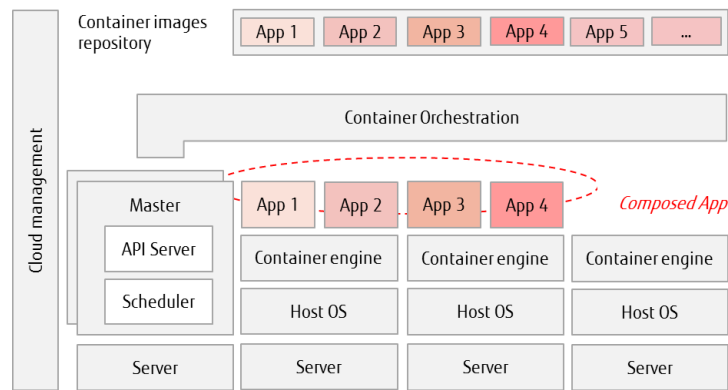 Container images
repository
App 1
App 2
App 3
App 4
App 5
...
Cloud management
Container Orchestration
Master
API Server
Scheduler
App 1
App 2
App 3
App 4
Composed App
Container engine
Container engine
Container engine
Host OS
Host OS
Host OS
Server
Server
Server
Server